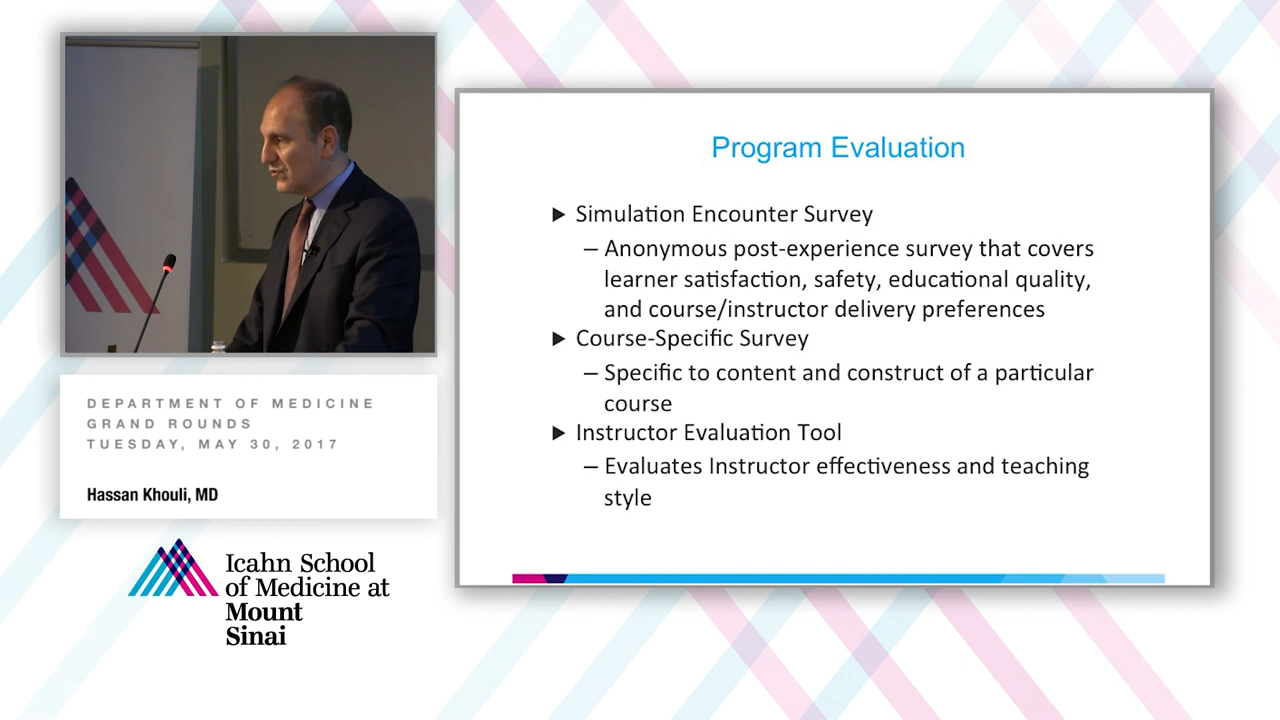 DEPARTMENT OF MEDICINE
GRAND ROUNDS
TUESDAY, MAY 30, 2017
Hassan Khouli, MD
Icahn School
of Medicine at
Mount
Sinai
Program Evaluation
▶ Simulation Encounter Survey
– Anonymous post-experience survey that covers
learner satisfaction, safety, educational quality,
and course/instructor delivery preferences
▶ Course-Specific Survey
– Specific to content and construct of a particular
course
▶ Instructor Evaluation Tool
– Evaluates Instructor effectiveness and teaching
style